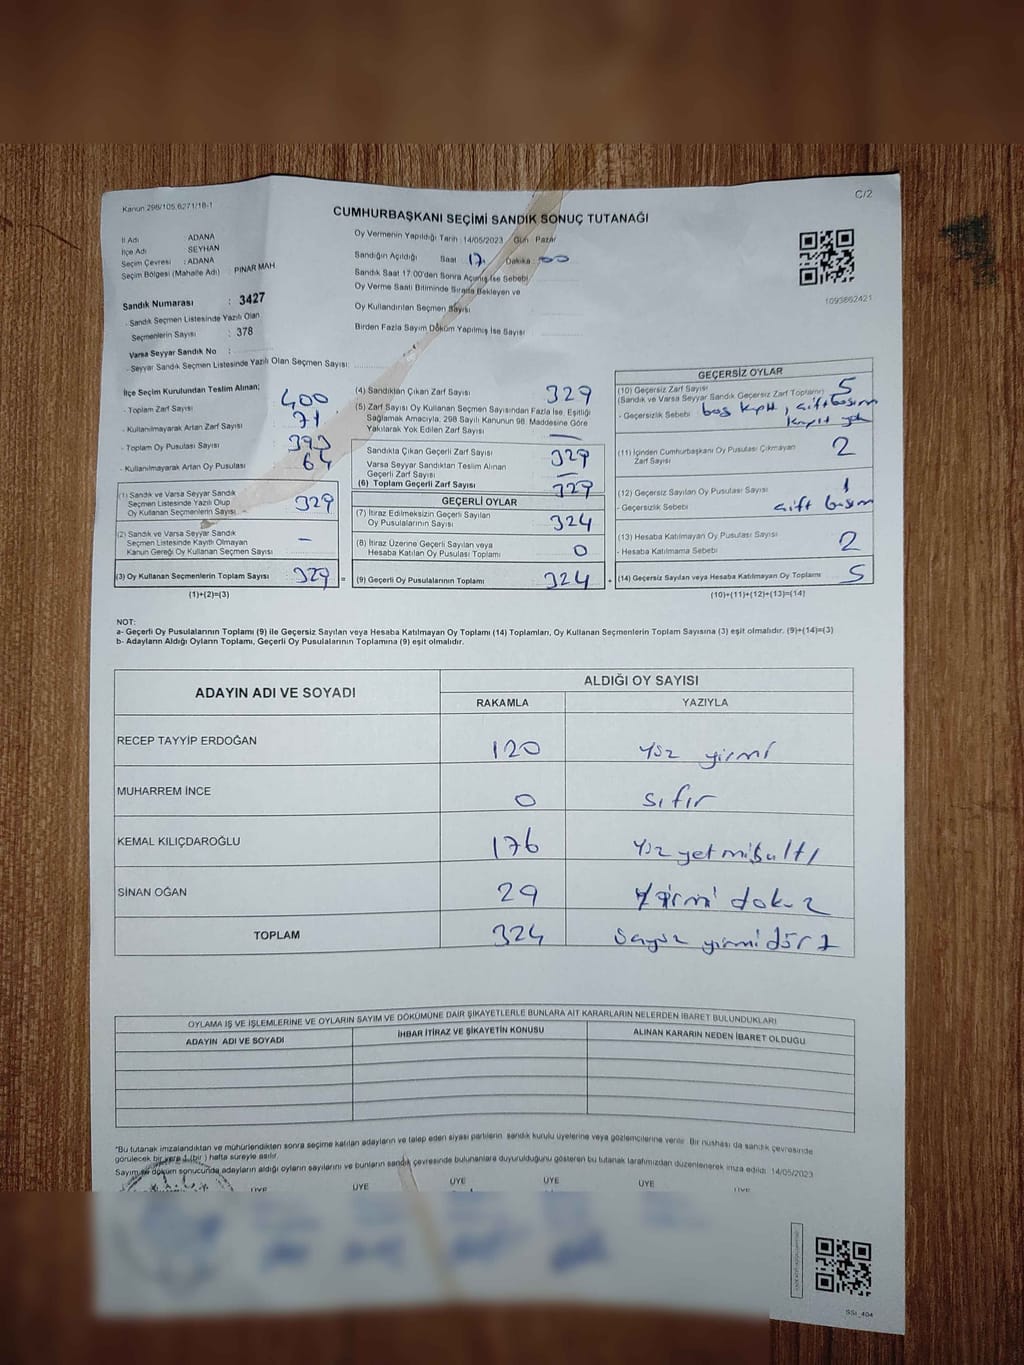 C/2
Kanun 298/105,6271/18-1
CUMHURBAŞKANI SEÇİMİ SANDIK SONUÇ TUTANAĞI
İl Adı : ADANA
İlçe Adı : SEYHAN
Seçim Çevresi : ADANA
Seçim Bölgesi (Mahalle Adı) : PINAR MAH.
Sandık Numarası : 3427
- Sandık Seçmen Listesinde Yazılı Olan
Seçmenlerin Sayısı : 378
Varsa Seyyar Sandık No :
- Seyyar Sandık Seçmen Listesinde Yazılı Olan Seçmen Sayısı:
Oy Vermenin Yapıldığı Tarih : 14/05/2023 Gün : Pazar
Sandığın Açıldığı Saat : 17 Dakika : 00
Sandık Saat 17.00'den Sonra Açılmış İse Sebebi
Oy Verme Saati Bitiminde Sırada Bekleyen ve
Oy Kullandırılan Seçmen Sayısı
Birden Fazla Sayım Döküm Yapılmış İse Sayısı
1093662421
İlçe Seçim Kurulundan Teslim Alınan;
- Toplam Zarf Sayısı 400
- Kullanılmayarak Artan Zarf Sayısı 71
- Toplam Oy Pusulası Sayısı 393
- Kullanılmayarak Artan Oy Pusulası 64
(1) Sandık ve Varsa Seyyar Sandık
Seçmen Listesinde Yazılı Olup
Oy Kullanan Seçmenlerin Sayısı 329
(2) Sandık ve Varsa Seyyar Sandık
Seçmen Listesinde Kayıtlı Olmayan
Kanun Gereği Oy Kullanan Seçmen Sayısı –
(3) Oy Kullanan Seçmenlerin Toplam Sayısı 329 =
(1)+(2)=(3)
(4) Sandıktan Çıkan Zarf Sayısı 329
(5) Zarf Sayısı Oy Kullanan Seçmen Sayısından Fazla İse, Eşitliği
Sağlamak Amacıyla, 298 Sayılı Kanunun 98. Maddesine Göre
Yakılarak Yok Edilen Zarf Sayısı —
Sandıkta Çıkan Geçerli Zarf Sayısı 329
Varsa Seyyar Sandıktan Teslim Alınan
Geçerli Zarf Sayısı —
(6) Toplam Geçerli Zarf Sayısı 329
GEÇERLİ OYLAR
(7) İtiraz Edilmeksizin Geçerli Sayılan
Oy Pusulalarının Sayısı 324
(8) İtiraz Üzerine Geçerli Sayılan veya
Hesaba Katılan Oy Pusulası Toplamı 0
(9) Geçerli Oy Pusulalarının Toplamı 324 +
GEÇERSİZ OYLAR
(10) Geçersiz Zarf Sayısı 5
(Sandık ve Varsa Seyyar Sandık Geçersiz Zarf Toplamı)
- Geçersizlik Sebebi
(11) İçinden Cumhurbaşkanı Oy Pusulası Çıkmayan
Zarf Sayısı 2
(12) Geçersiz Sayılan Oy Pusulası Sayısı 1
- Geçersizlik Sebebi çift basım
(13) Hesaba Katılmayan Oy Pusulası Sayısı 2
- Hesaba Katılmama Sebebi
(14) Geçersiz Sayılan veya Hesaba Katılmayan Oy Toplamı 5
(10)+(11)+(12)+(13)=(14)
NOT:
a- Geçerli Oy Pusulalarının Toplamı (9) ile Geçersiz Sayılan veya Hesaba Katılmayan Oy Toplamı (14) Toplamları, Oy Kullanan Seçmenlerin Toplam Sayısına (3) eşit olmalıdır. (9)+(14)=(3)
b- Adayların Aldığı Oyların Toplamı, Geçerli Oy Pusulalarının Toplamına (9) eşit olmalıdır.
ADAYIN ADI VE SOYADI
ALDIĞI OY SAYISI
RAKAMLA YAZIYLA
RECEP TAYYİP ERDOĞAN 120 yüz yirmi
MUHARREM İNCE 0 sıfır
KEMAL KILIÇDAROĞLU 176 yüz yetmişaltı
SİNAN OĞAN 29 yirmi dokuz
TOPLAM 324 üçyüz yirmidört
OYLAMA İŞ VE İŞLEMLERİNE VE OYLARIN SAYIM VE DÖKÜMÜNE DAİR ŞİKAYETLERLE BUNLARA AİT KARARLARIN NELERDEN İBARET BULUNDUKLARI
ADAYIN ADI VE SOYADI İHBAR İTİRAZ VE ŞİKAYETİN KONUSU ALINAN KARARIN NEDEN İBARET OLDUĞU
*Bu tutanak imzalandıktan ve mühürlendikten sonra seçime katılan adayların ve talep eden siyasi partilerin sandık kurulu üyelerine veya gözlemcilerine verilir. Bir nüshası da sandık çevresinde
görülecek bir yere 1 (bir) hafta süreyle asılır.
Sayım ve döküm sonucunda adayların aldığı oyların sayılarını ve bunların sandık çevresinde bulunanlara duyurulduğunu gösteren bu tutanak tarafımızdan düzenlenerek imza edildi. 14/05/2023
ÜYE ÜYE ÜYE ÜYE ÜYE ÜYE
SSI_404